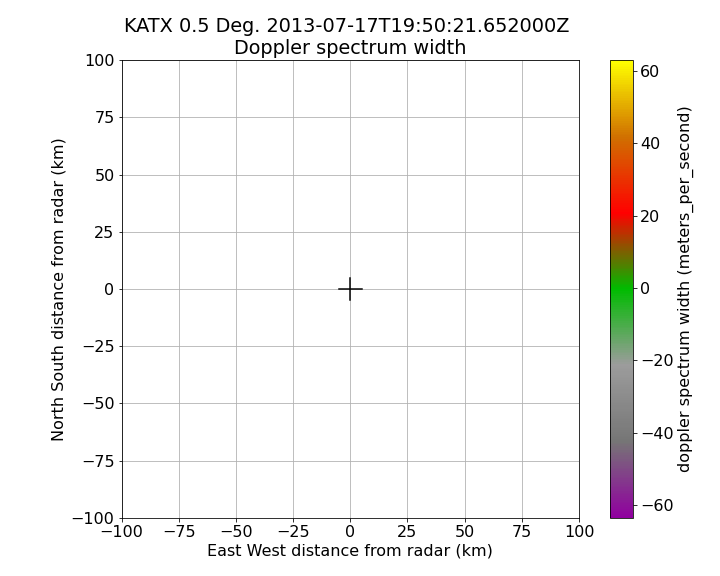 KATX 0.5 Deg. 2013-07-17T19:50:21.652000Z
Doppler spectrum width
100
75
50
25
0
−25
−50
−75
−100
North South distance from radar (km)
−100 −75 −50 −25 0 25 50 75 100
East West distance from radar (km)
60
40
20
0
−20
−40
−60
doppler spectrum width (meters_per_second)